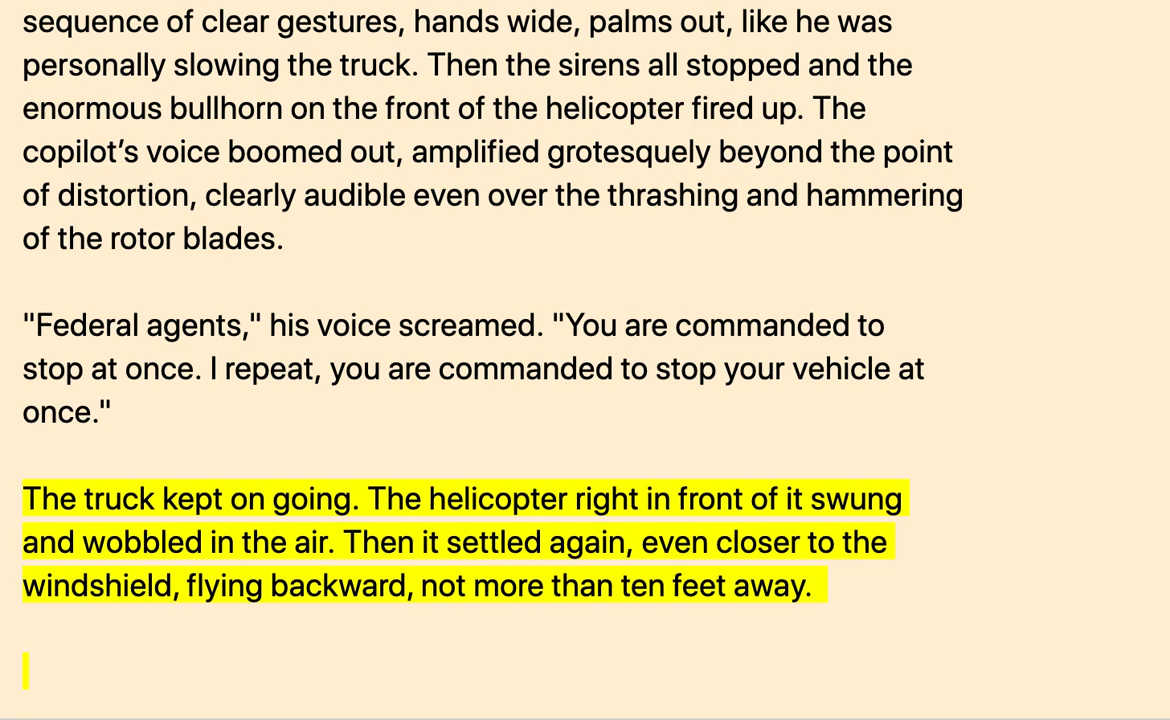 sequence of clear gestures, hands wide, palms out, like he was
personally slowing the truck. Then the sirens all stopped and the
enormous bullhorn on the front of the helicopter fired up. The
copilot’s voice boomed out, amplified grotesquely beyond the point
of distortion, clearly audible even over the thrashing and hammering
of the rotor blades.
"Federal agents," his voice screamed. "You are commanded to
stop at once. I repeat, you are commanded to stop your vehicle at
once."
The truck kept on going. The helicopter right in front of it swung
and wobbled in the air. Then it settled again, even closer to the
windshield, flying backward, not more than ten feet away.